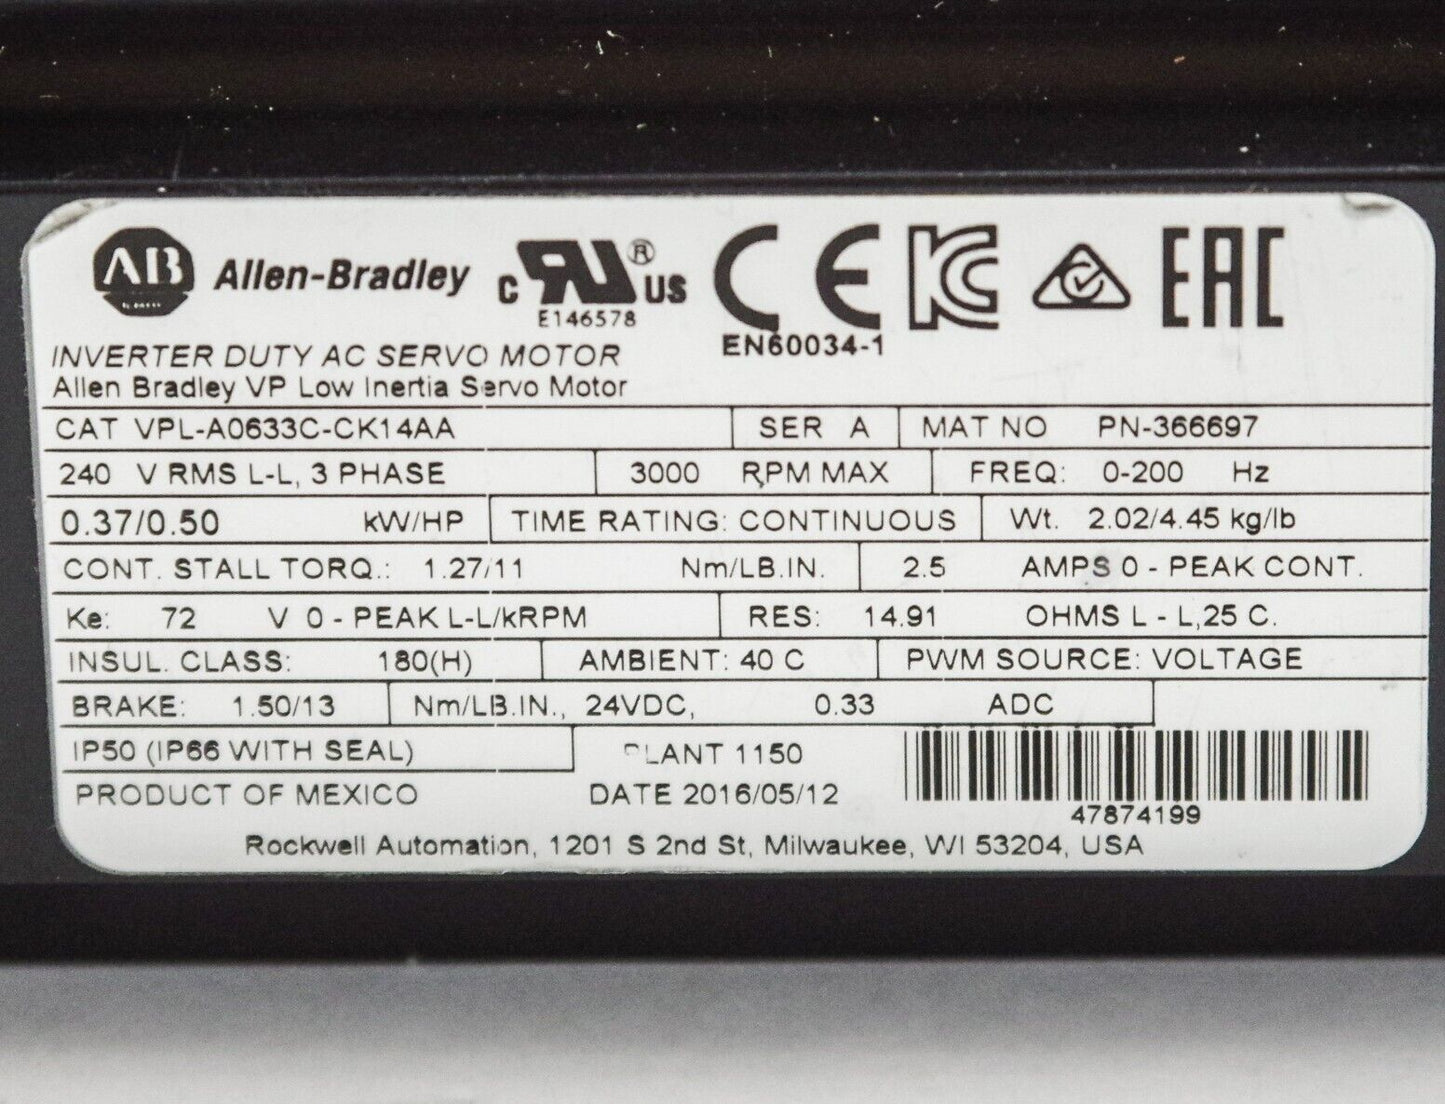 AB Allen-Bradley c RU ® US CE KC EAC
E146578
EN60034-1
INVERTER DUTY AC SERVO MOTOR
Allen Bradley VP Low Inertia Servo Motor
CAT VPL-A0633C-CK14AA SER A MAT NO PN-366697
240 V RMS L-L, 3 PHASE 3000 RPM MAX FREQ: 0-200 Hz
0.37/0.50 kW/HP TIME RATING: CONTINUOUS Wt. 2.02/4.45 kg/lb
CONT. STALL TORQ.: 1.27/11 Nm/LB.IN. 2.5 AMPS 0 - PEAK CONT.
Ke: 72 V 0 - PEAK L-L/kRPM RES: 14.91 OHMS L - L,25 C.
INSUL. CLASS: 180(H) AMBIENT: 40 C PWM SOURCE: VOLTAGE
BRAKE: 1.50/13 Nm/LB.IN., 24VDC, 0.33 ADC
IP50 (IP66 WITH SEAL) PLANT 1150
PRODUCT OF MEXICO DATE 2016/05/12
47874199
Rockwell Automation, 1201 S 2nd St, Milwaukee, WI 53204, USA